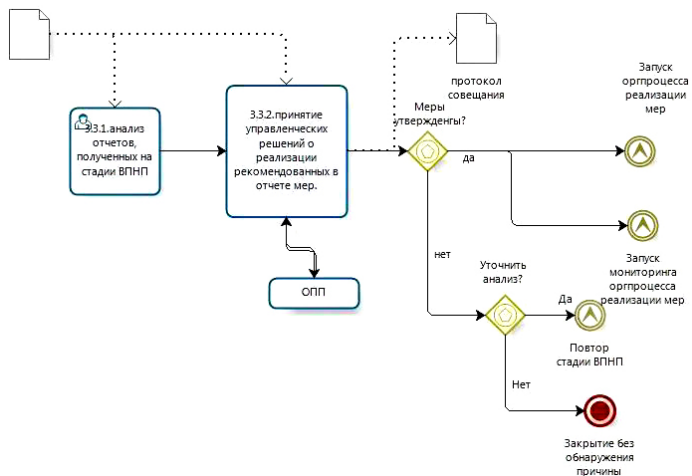 3.3.1.анализ
отчетов,
полученных на
стадии ВПНП
3.3.2.принятие
управленческих
решений о
реализации
рекомендованных в
отчете мер.
ОПП
протокол
совещания
Меры
утвержденгы?
да
нет
Запуск
оргпроцесса
реализации
мер
Запуск
мониторинга
оргпроцесса
реализации мер
Уточнить
анализ?
Да
Повтор
стадии ВПНП
Нет
Закрытие без
обнаружения
причины